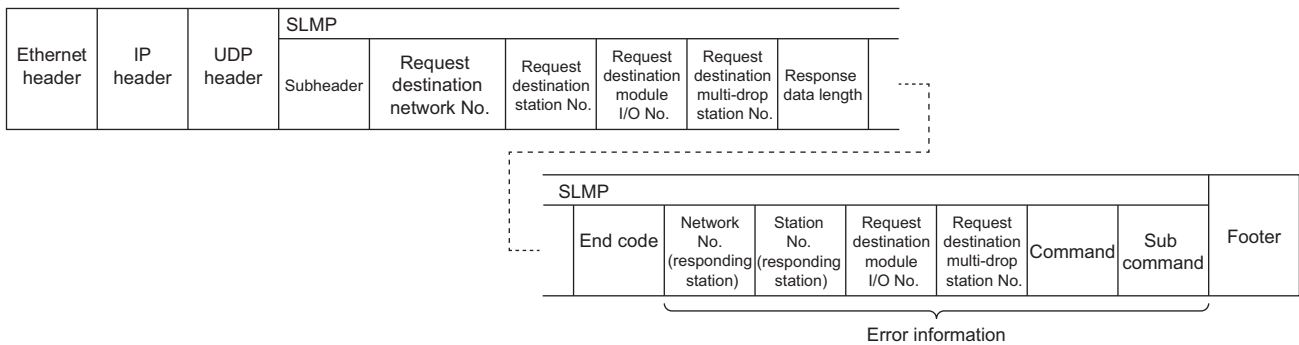 SLMP
Ethernet
header
IP
header
UDP
header
Subheader
Request
destination
network No.
Request
destination
station No.
Request
destination
module
I/O No.
Request
destination
multi-drop
station No.
Response
data length
SLMP
End code
Network
No.
(responding
station)
Station
No.
(responding
station)
Request
destination
module
I/O No.
Request
destination
multi-drop
station No.
Command
Sub
command
Footer
Error information